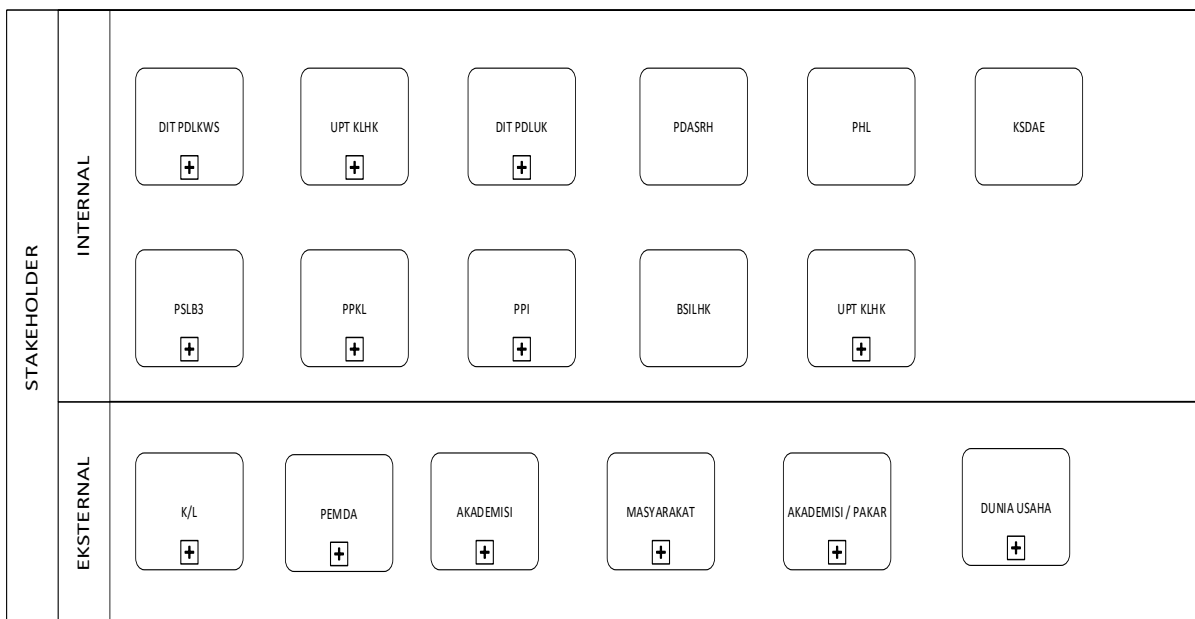 STAKEHOLDER
INTERNAL
DIT PDLKWS
UPT KLHK
DIT PDLUK
PDASRH
PHL
KSDAE
PSLB3
PPKL
PPI
BSILHK
UPT KLHK
EKSTERNAL
K/L
PEMDA
AKADEMISI
MASYARAKAT
AKADEMISI / PAKAR
DUNIA USAHA